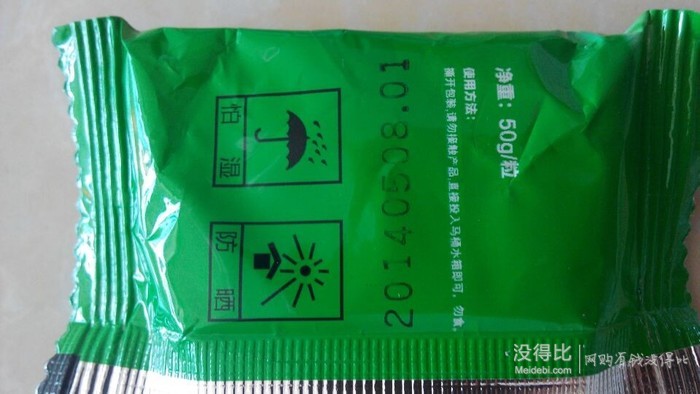 净重：50g/粒
使用方法：
撕开包装,请勿接触产品,直接投入马桶水箱即可，勿食。
20140508.01
怕湿
防晒
没得比
Meidebi.com
网购有我没得比